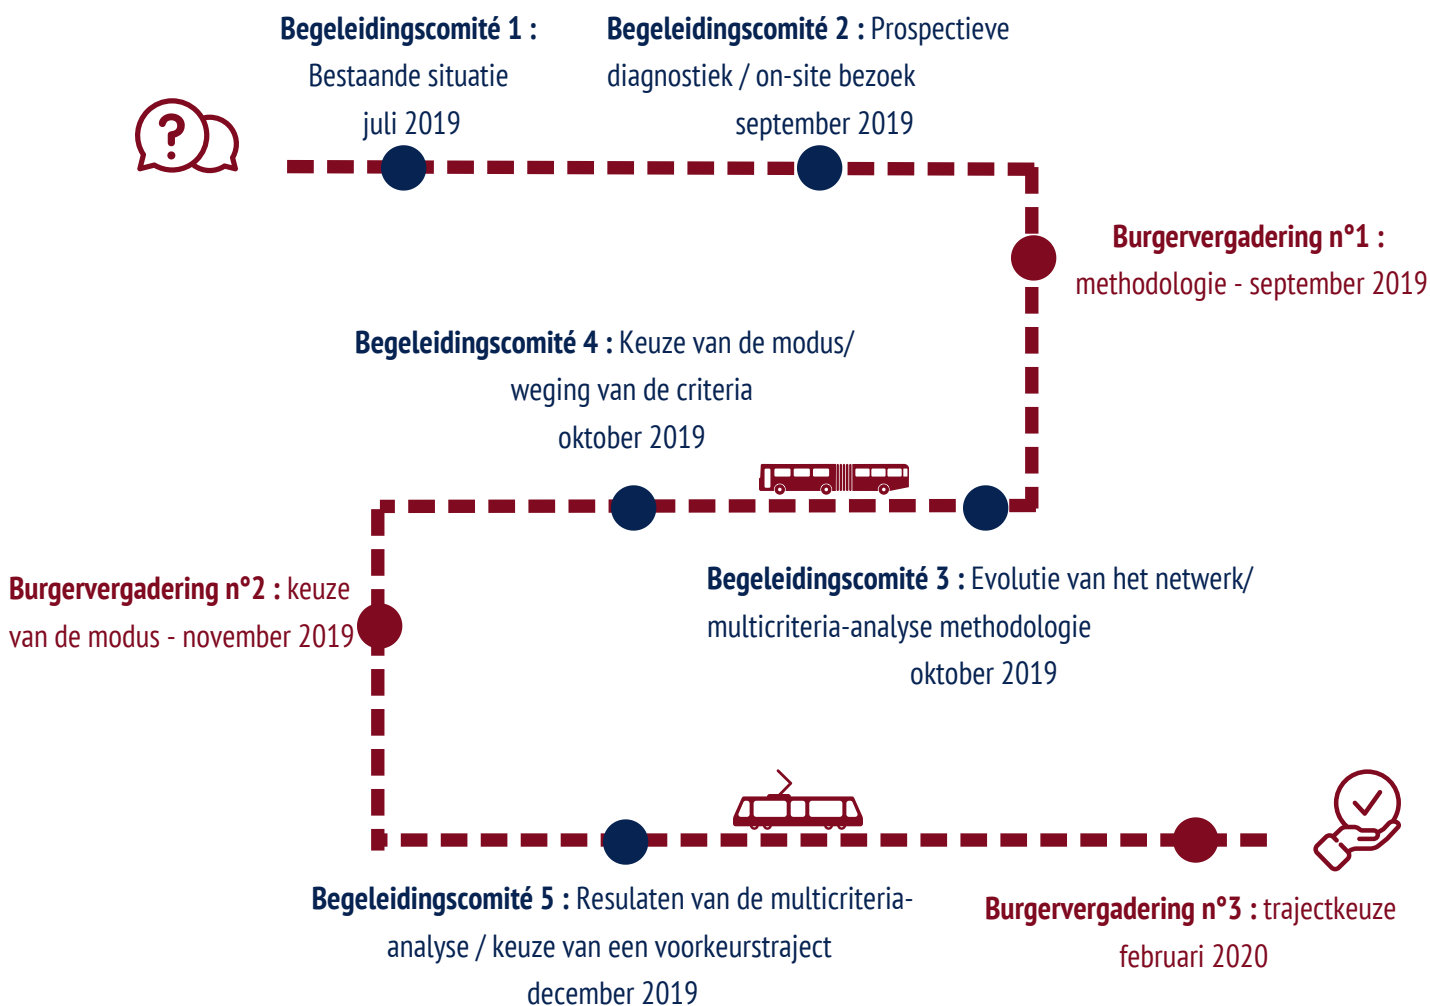 Begeleidingscomité 1 :
Bestaande situatie
juli 2019
Begeleidingscomité 2 : Prospectieve
diagnostiek / on-site bezoek
september 2019
?
Burgervergadering n°1 :
methodologie - september 2019
Begeleidingscomité 4 : Keuze van de modus/
weging van de criteria
oktober 2019
Begeleidingscomité 3 : Evolutie van het netwerk/
multicriteria-analyse methodologie
oktober 2019
Burgervergadering n°2 : keuze
van de modus - november 2019
Begeleidingscomité 5 : Resulaten van de multicriteria-
analyse / keuze van een voorkeurstraject
december 2019
Burgervergadering n°3 : trajectkeuze
februari 2020